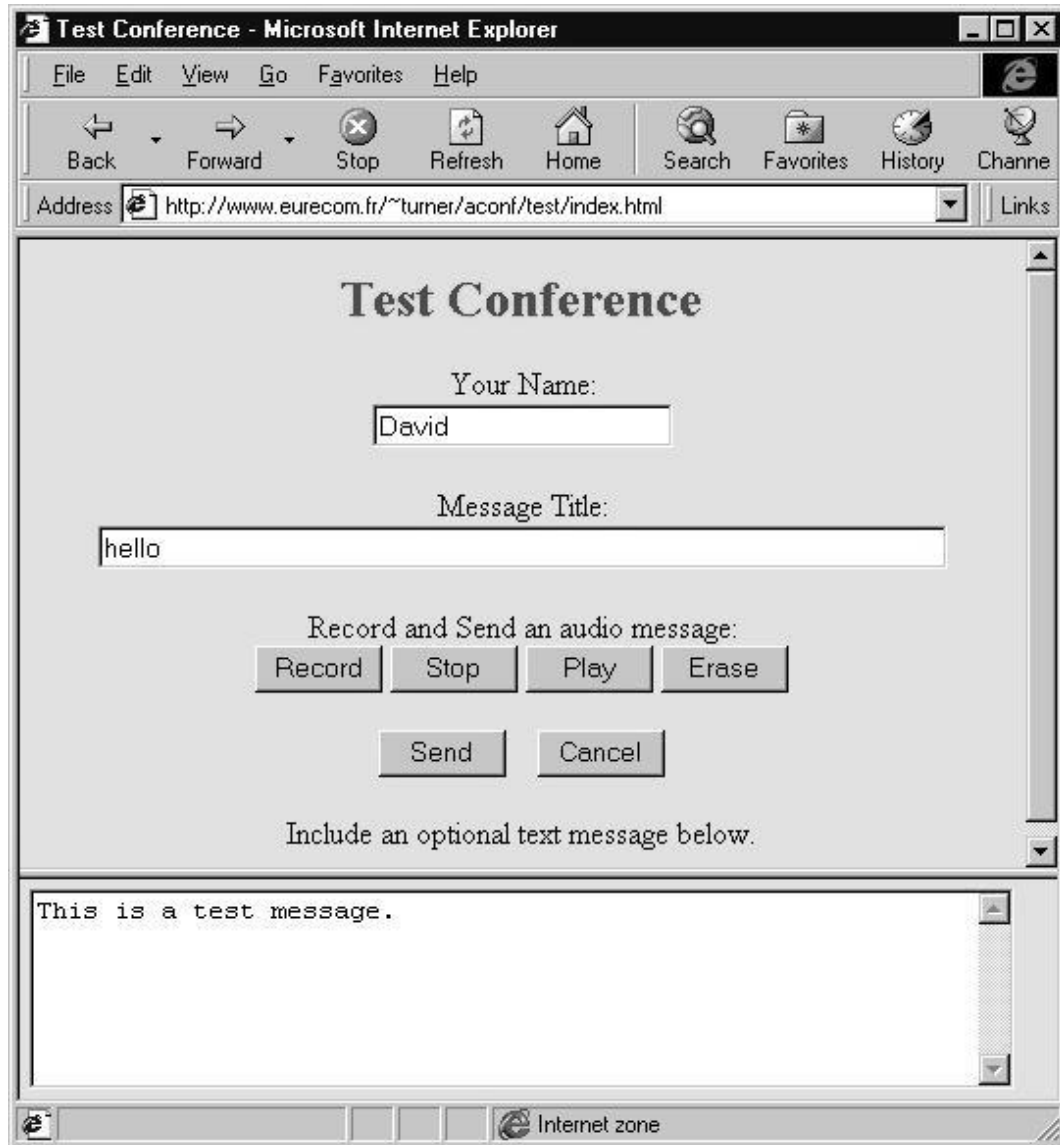 Test Conference - Microsoft Internet Explorer
File Edit View Go Favorites Help
Back Forward Stop Refresh Home Search Favorites History Channe
Address http://www.eurecom.fr/~turner/aconf/test/index.html Links
Test Conference
Your Name:
David
Message Title:
hello
Record and Send an audio message:
Record Stop Play Erase
Send Cancel
Include an optional text message below.
This is a test message.
Internet zone